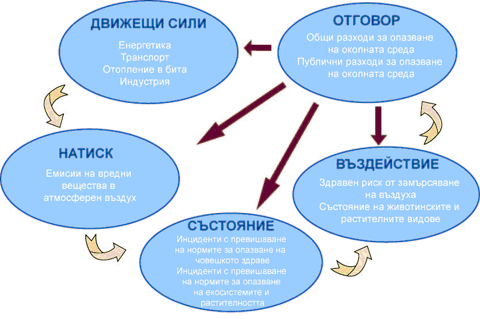 ДВИЖЕЩИ СИЛИ
Енергетика
Транспорт
Отопление в бита
Индустрия
ОТГОВОР
Общи разходи за опазване
на околната среда
Публични разходи за опазване
на околната среда
НАТИСК
Емисии на вредни
вещества в
атмосферен въздух
ВЪЗДЕЙСТВИЕ
Здравен риск от замърсяване
на въздуха
Състояние на животинските и
растителните видове
СЪСТОЯНИЕ
Инциденти с превишаване
на нормите за опазване на
човешкото здраве
Инциденти с превишаване
на нормите за опазване
на екосистемите и
растителността